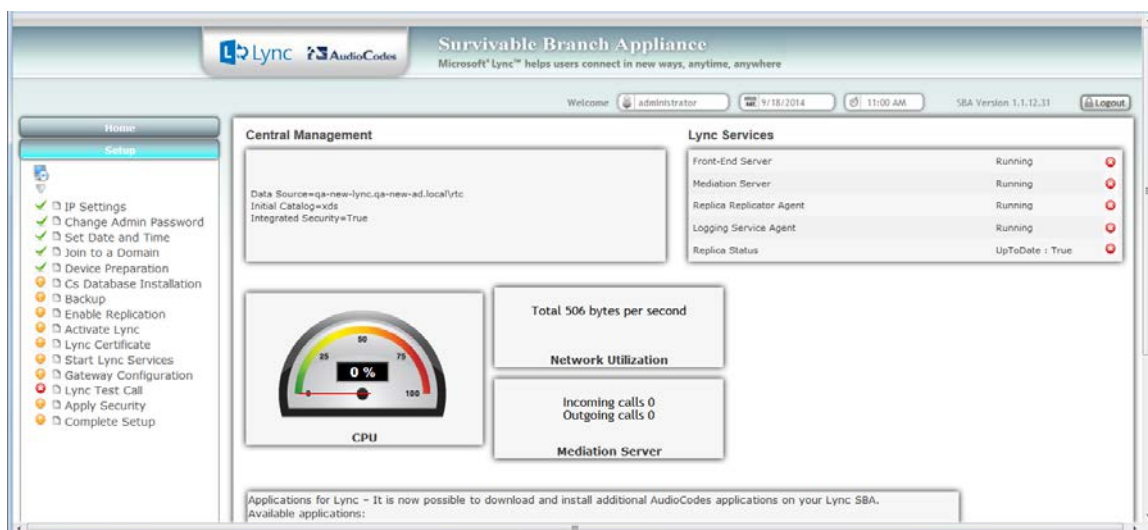 Lync AudioCodes
Survivable Branch Appliance
Microsoft® Lync™ helps users connect in new ways, anytime, anywhere
Welcome administrator 9/18/2014 11:00 AM SBA Version 1.1.12.31 Logout
Home
Setup
IP Settings
Change Admin Password
Set Date and Time
Join to a Domain
Device Preparation
Cs Database Installation
Backup
Enable Replication
Activate Lync
Lync Certificate
Start Lync Services
Gateway Configuration
Lync Test Call
Apply Security
Complete Setup
Central Management
Data Source=qa-new-lync.qa-new-ad.local\rtc
Initial Catalog=xds
Integrated Security=True
Lync Services
Front-End Server Running
Mediation Server Running
Replica Replicator Agent Running
Logging Service Agent Running
Replica Status UpToDate : True
0 25 50 75 100
0 %
CPU
Total 506 bytes per second
Network Utilization
Incoming calls 0
Outgoing calls 0
Mediation Server
Applications for Lync – It is now possible to download and install additional AudioCodes applications on your Lync SBA.
Available applications: